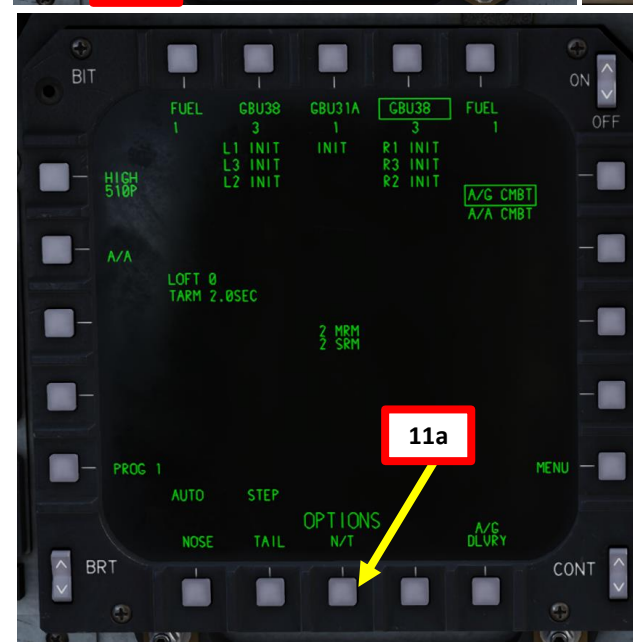 BIT
ON
OFF
FUEL GBU38 GBU31A GBU38 FUEL
1 3 1 3 1
L1 INIT INIT R1 INIT
L3 INIT R3 INIT
L2 INIT R2 INIT
HIGH
510P
A/G CMBT
A/A CMBT
A/A
LOFT 0
TARM 2.0SEC
2 MRM
2 SRM
11a
PROG 1
MENU
AUTO STEP
OPTIONS
NOSE TAIL N/T A/G
DLVRY
BRT
CONT